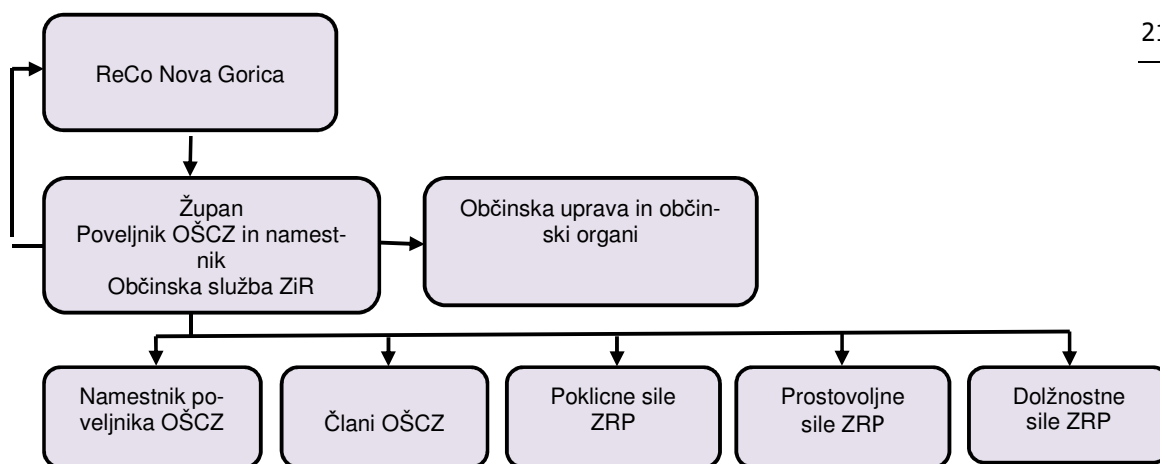 21
ReCo Nova Gorica
Župan
Poveljnik OŠCZ in namest-
nik
Občinska služba ZiR
Občinska uprava in občin-
ski organi
Namestnik po-
veljnika OŠCZ
Člani OŠCZ
Poklicne sile
ZRP
Prostovoljne
sile ZRP
Dolžnostne
sile ZRP